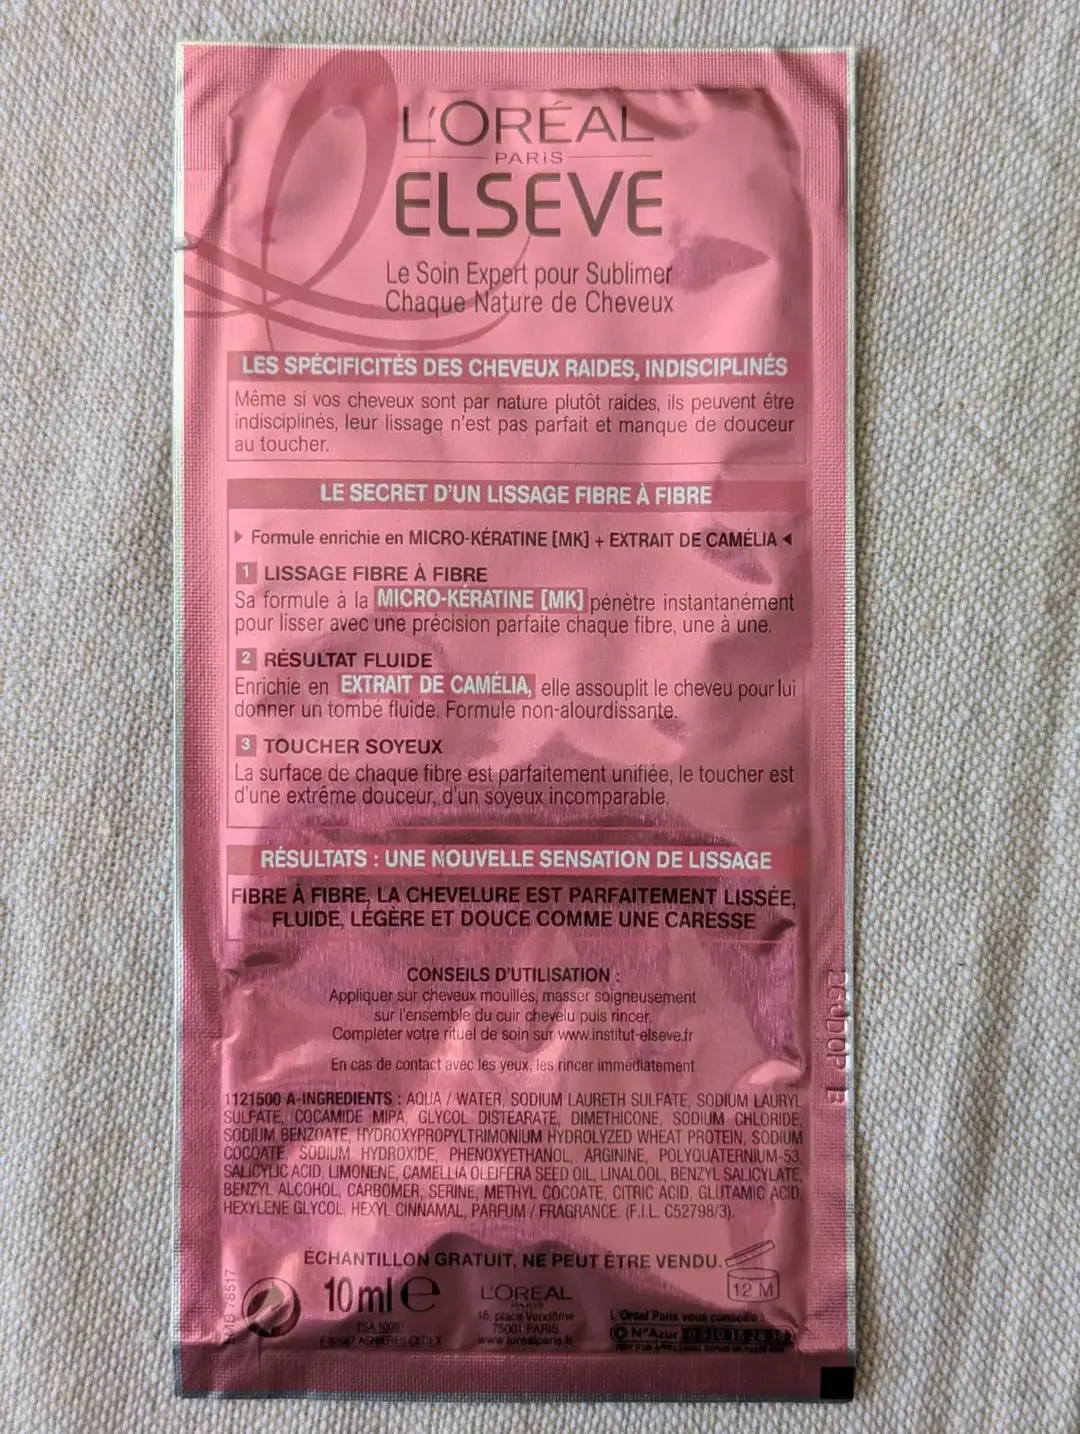 L'ORÉAL
PARIS
ELSEVE
Le Soin Expert pour Sublimer
Chaque Nature de Cheveux
LES SPÉCIFICITÉS DES CHEVEUX RAIDES, INDISCIPLINÉS
Même si vos cheveux sont par nature plutôt raides, ils peuvent être
indisciplinés, leur lissage n'est pas parfait et manque de douceur
au toucher.
LE SECRET D'UN LISSAGE FIBRE À FIBRE
Formule enrichie en MICRO-KÉRATINE [MK] + EXTRAIT DE CAMÉLIA
1 LISSAGE FIBRE À FIBRE
Sa formule à la MICRO-KÉRATINE [MK] pénètre instantanément
pour lisser avec une précision parfaite chaque fibre, une à une.
2 RÉSULTAT FLUIDE
Enrichie en EXTRAIT DE CAMÉLIA, elle assouplit le cheveu pour lui
donner un tombé fluide. Formule non-alourdissante.
3 TOUCHER SOYEUX
La surface de chaque fibre est parfaitement unifiée, le toucher est
d'une extrême douceur, d'un soyeux incomparable.
RÉSULTATS : UNE NOUVELLE SENSATION DE LISSAGE
FIBRE À FIBRE, LA CHEVELURE EST PARFAITEMENT LISSÉE,
FLUIDE, LÉGÈRE ET DOUCE COMME UNE CARESSE
CONSEILS D'UTILISATION :
Appliquer sur cheveux mouillés, masser soigneusement
sur l'ensemble du cuir chevelu puis rincer.
Compléter votre rituel de soin sur www.institut-elseve.fr
En cas de contact avec les yeux, les rincer immédiatement
1121500 A-INGREDIENTS : AQUA / WATER, SODIUM LAURETH SULFATE, SODIUM LAURYL
SULFATE, COCAMIDE MIPA, GLYCOL DISTEARATE, DIMETHICONE, SODIUM CHLORIDE,
SODIUM BENZOATE, HYDROXYPROPYLTRIMONIUM HYDROLYZED WHEAT PROTEIN, SODIUM
COCOATE, SODIUM HYDROXIDE, PHENOXYETHANOL, ARGININE, POLYQUATERNIUM-53,
SALICYLIC ACID, LIMONENE, CAMELLIA OLEIFERA SEED OIL, LINALOOL, BENZYL SALICYLATE,
BENZYL ALCOHOL, CARBOMER, SERINE, METHYL COCOATE, CITRIC ACID, GLUTAMIC ACID,
HEXYLENE GLYCOL, HEXYL CINNAMAL, PARFUM / FRAGRANCE. (F.I.L. C52798/3).
ÉCHANTILLON GRATUIT, NE PEUT ÊTRE VENDU.
12 M
10 ml e
TSA 10007
ASNIERES CEDEX
L'ORÉAL
PARIS
16, place Vendôme
75001 PARIS
www.lorealparis.fr
L'Oréal Paris vous conseille :
N°Azur 0 810 18 28 38
78517